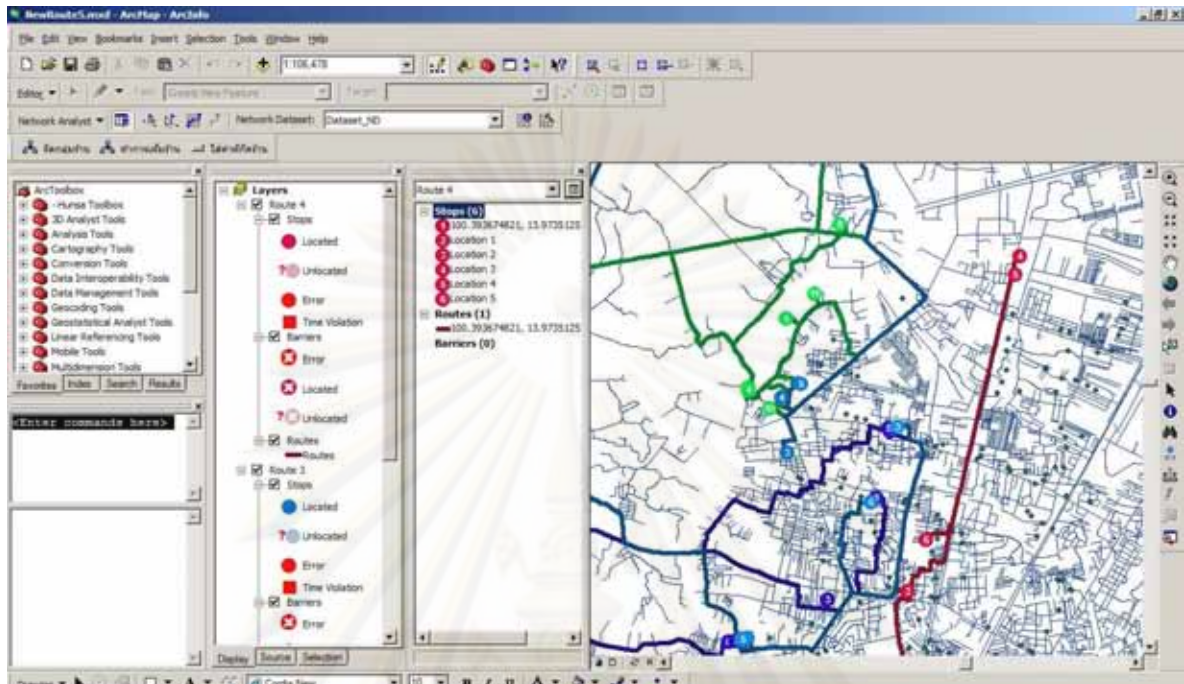 NewRoute5.mxd - ArcMap - ArcInfo
File Edit View Bookmarks Insert Selection Tools Window Help
1:108,478
Editor Task: Create New Feature Target:
Network Analyst Network Dataset: Dataset_ND
ArcToolbox
- Hunsa Toolbox
3D Analyst Tools
Analysis Tools
Cartography Tools
Conversion Tools
Data Interoperability Tools
Data Management Tools
Geocoding Tools
Geostatistical Analyst Tools
Linear Referencing Tools
Mobile Tools
Multidimension Tools
Favorites Index Search Results
<Enter commands here>
Layers
Route 4
Stops
Located
Unlocated
Error
Time Violation
Barriers
Error
Located
Unlocated
Routes
Routes
Route 3
Stops
Located
Unlocated
Error
Time Violation
Barriers
Error
Display Source Selection
Route 4
Stops (6)
100.393674621, 13.9735125
Location 1
Location 2
Location 3
Location 4
Location 5
Routes (1)
100.393674621, 13.9735125
Barriers (0)
10 B I U A